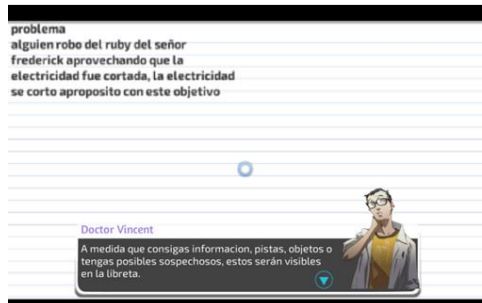 problema
alguien robo del ruby del señor
frederick aprovechando que la
electricidad fue cortada, la electricidad
se corto aproposito con este objetivo
Doctor Vincent
A medida que consigas informacion, pistas, objetos o
tengas posibles sospechosos, estos serán visibles
en la libreta.